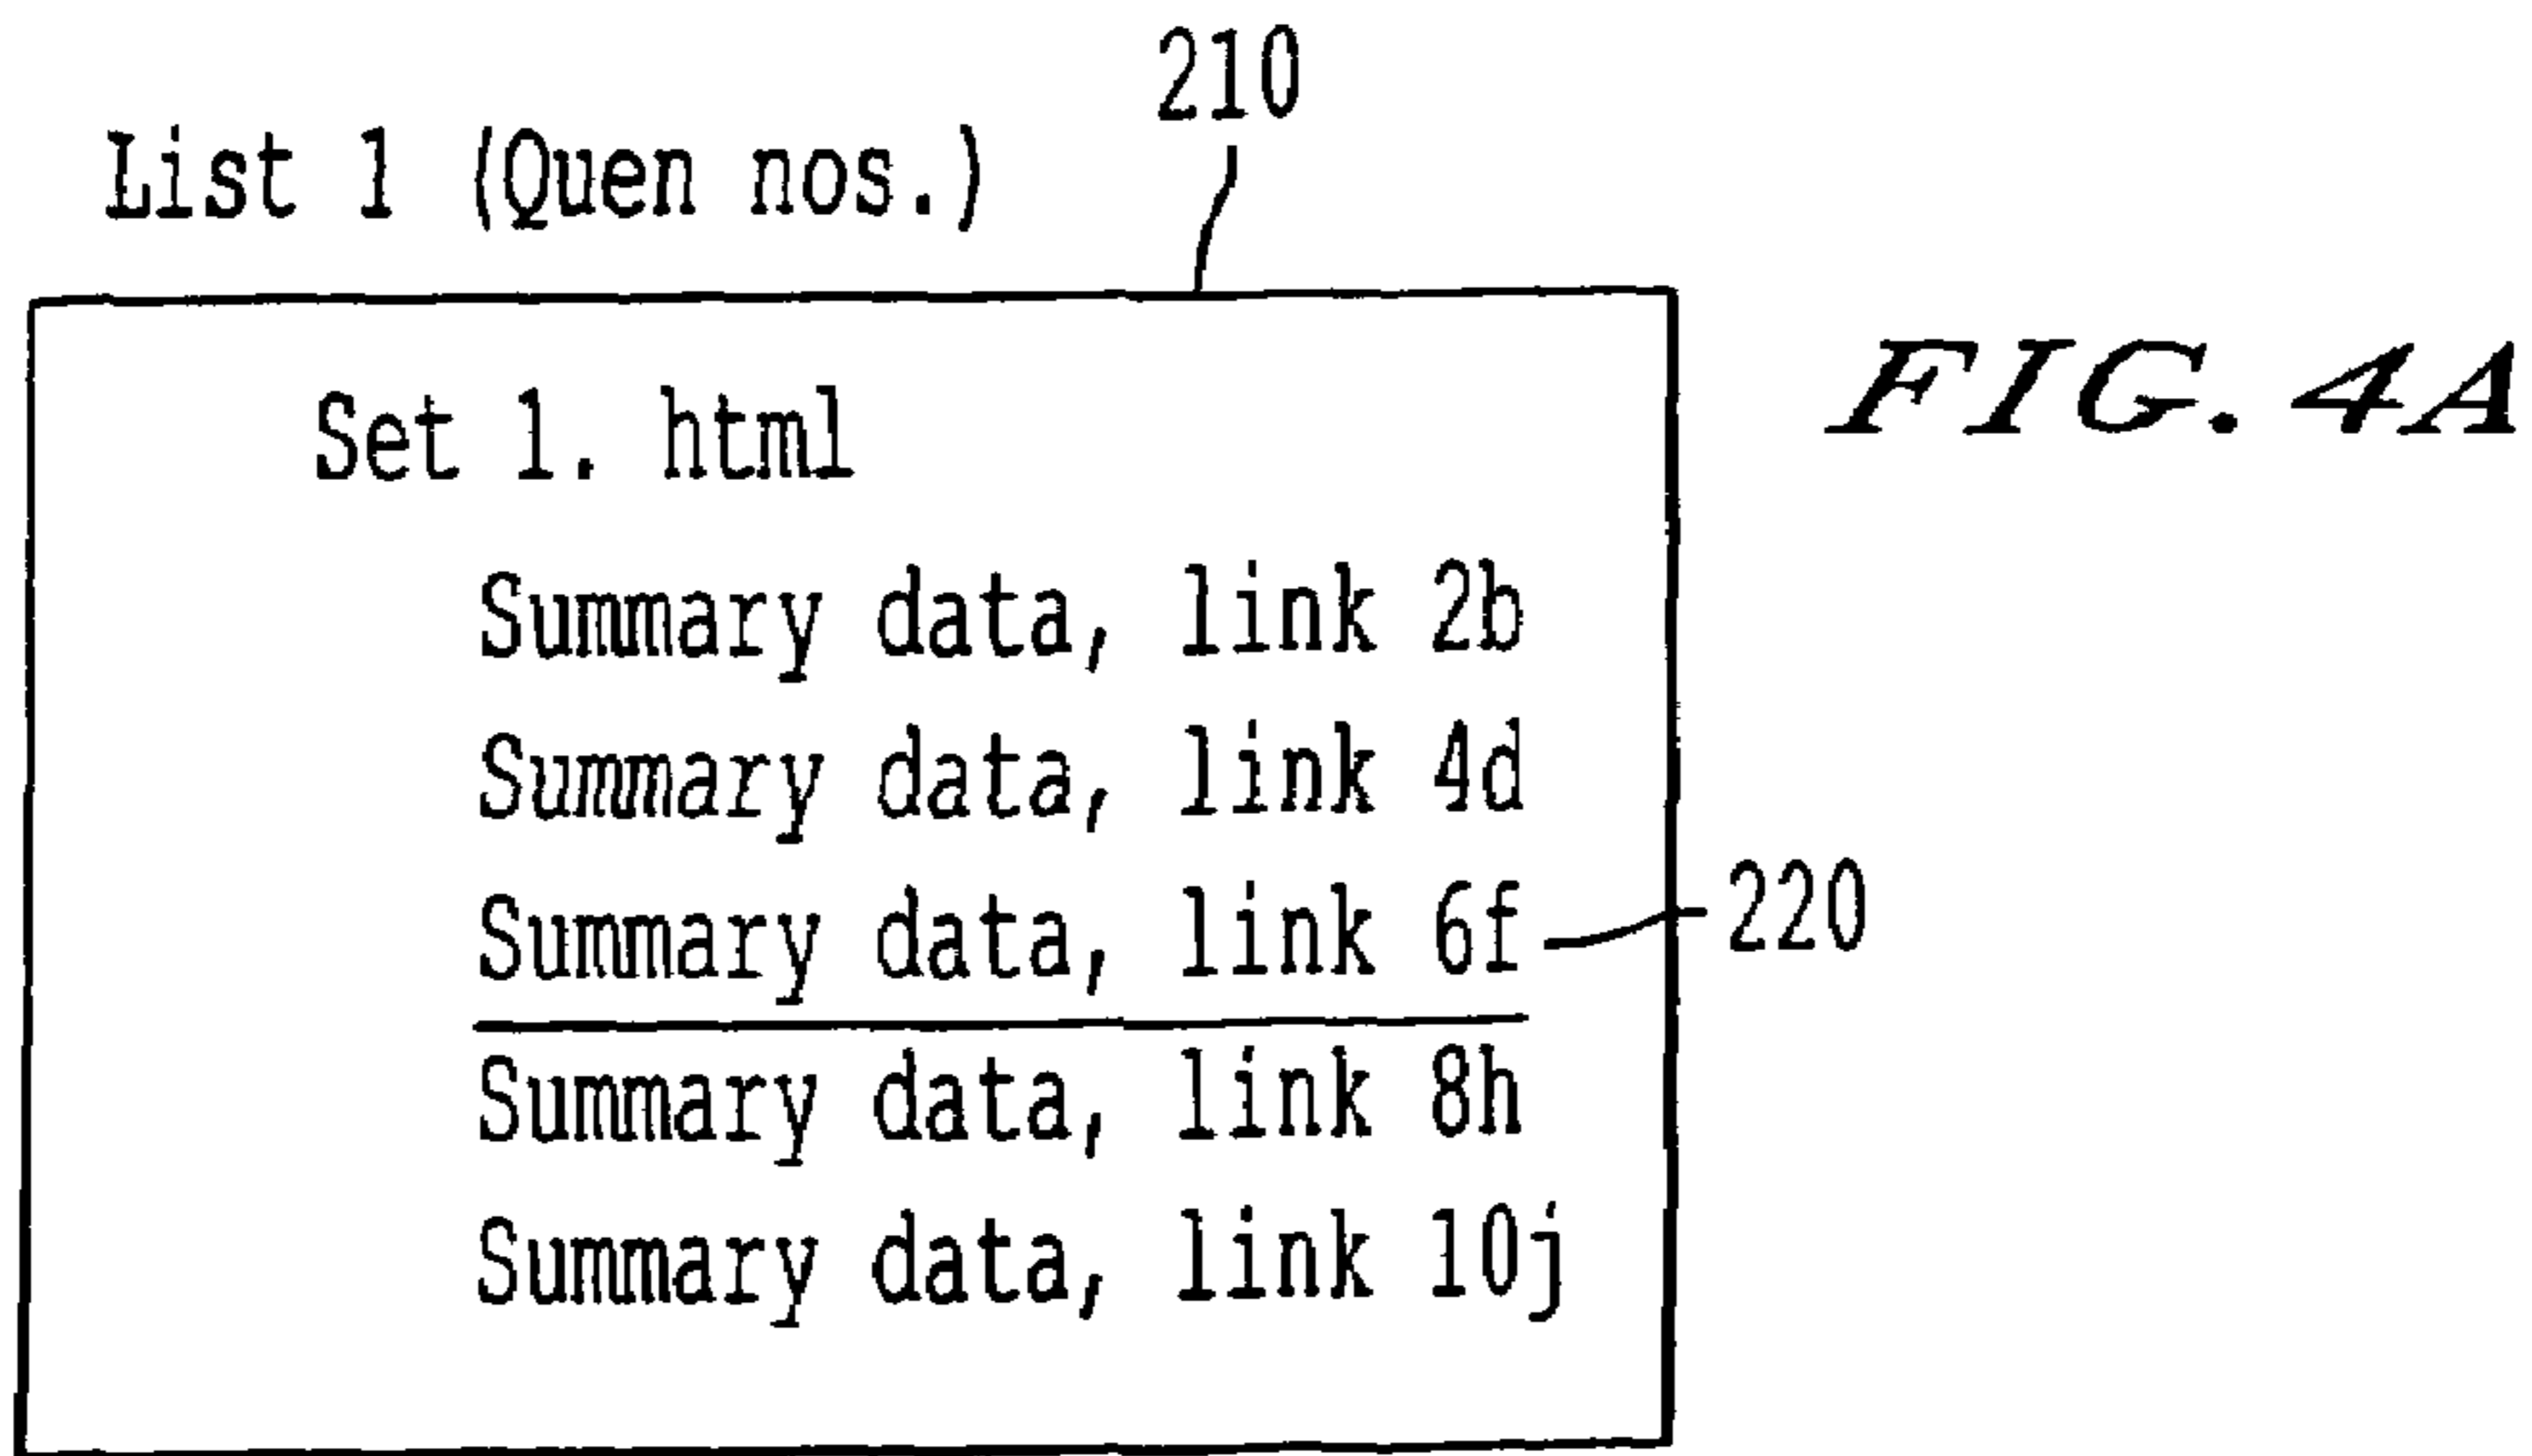 210
List 1 (Quen nos.)
FIG. 4A
Set 1. html
Summary data, link 2b
Summary data, link 4d
Summary data, link 6f
220
Summary data, link 8h
Summary data, link 10j